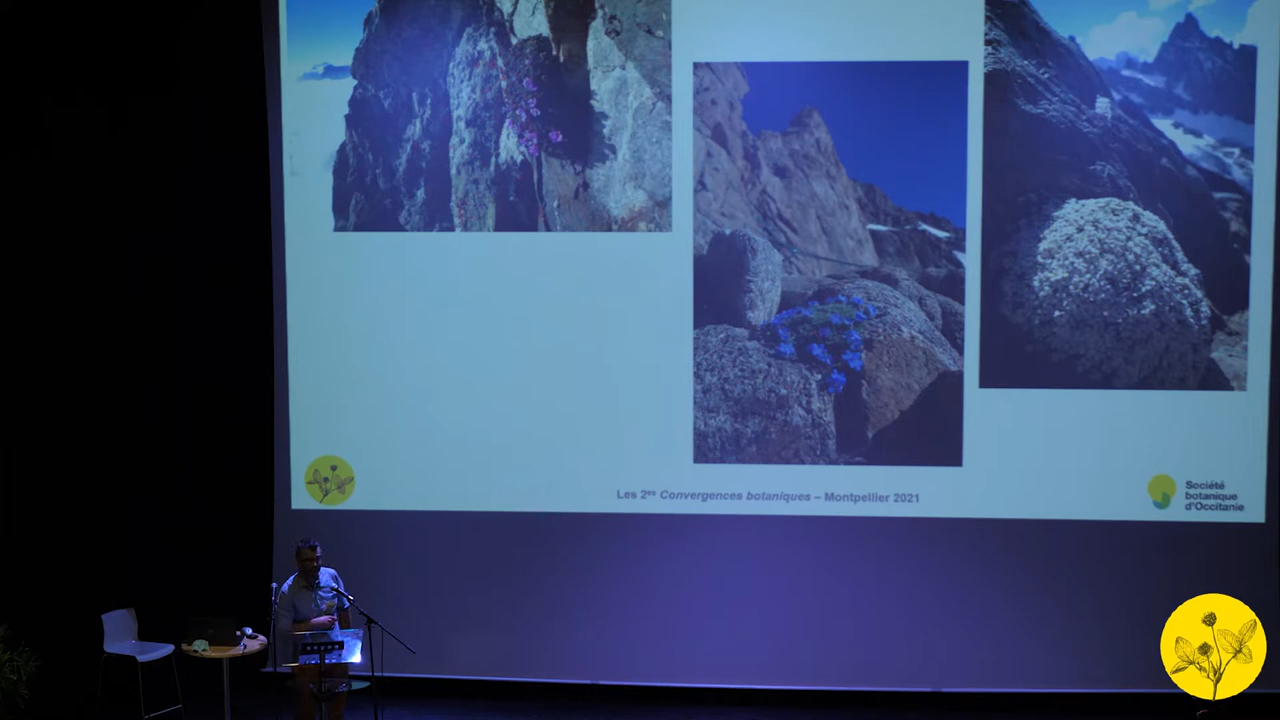 Les 2es Convergences botaniques – Montpellier 2021
Société
botanique
d'Occitanie